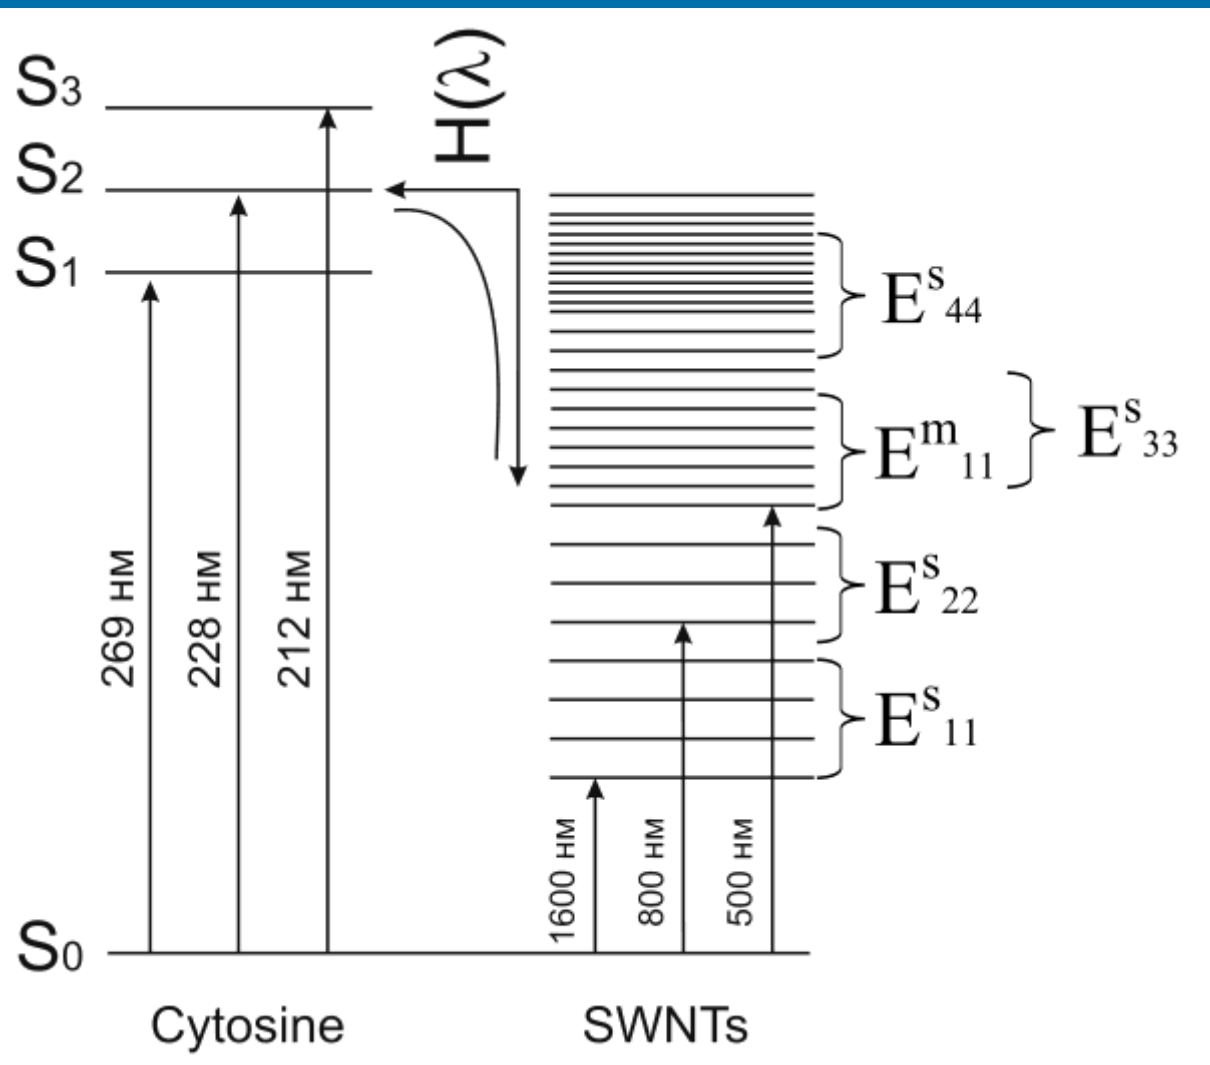 S3
S2
S1
S0
H(λ)
269 нм
228 нм
212 нм
1600 нм
800 нм
500 нм
E^s_44
E^m_11
E^s_33
E^s_22
E^s_11
Cytosine
SWNTs